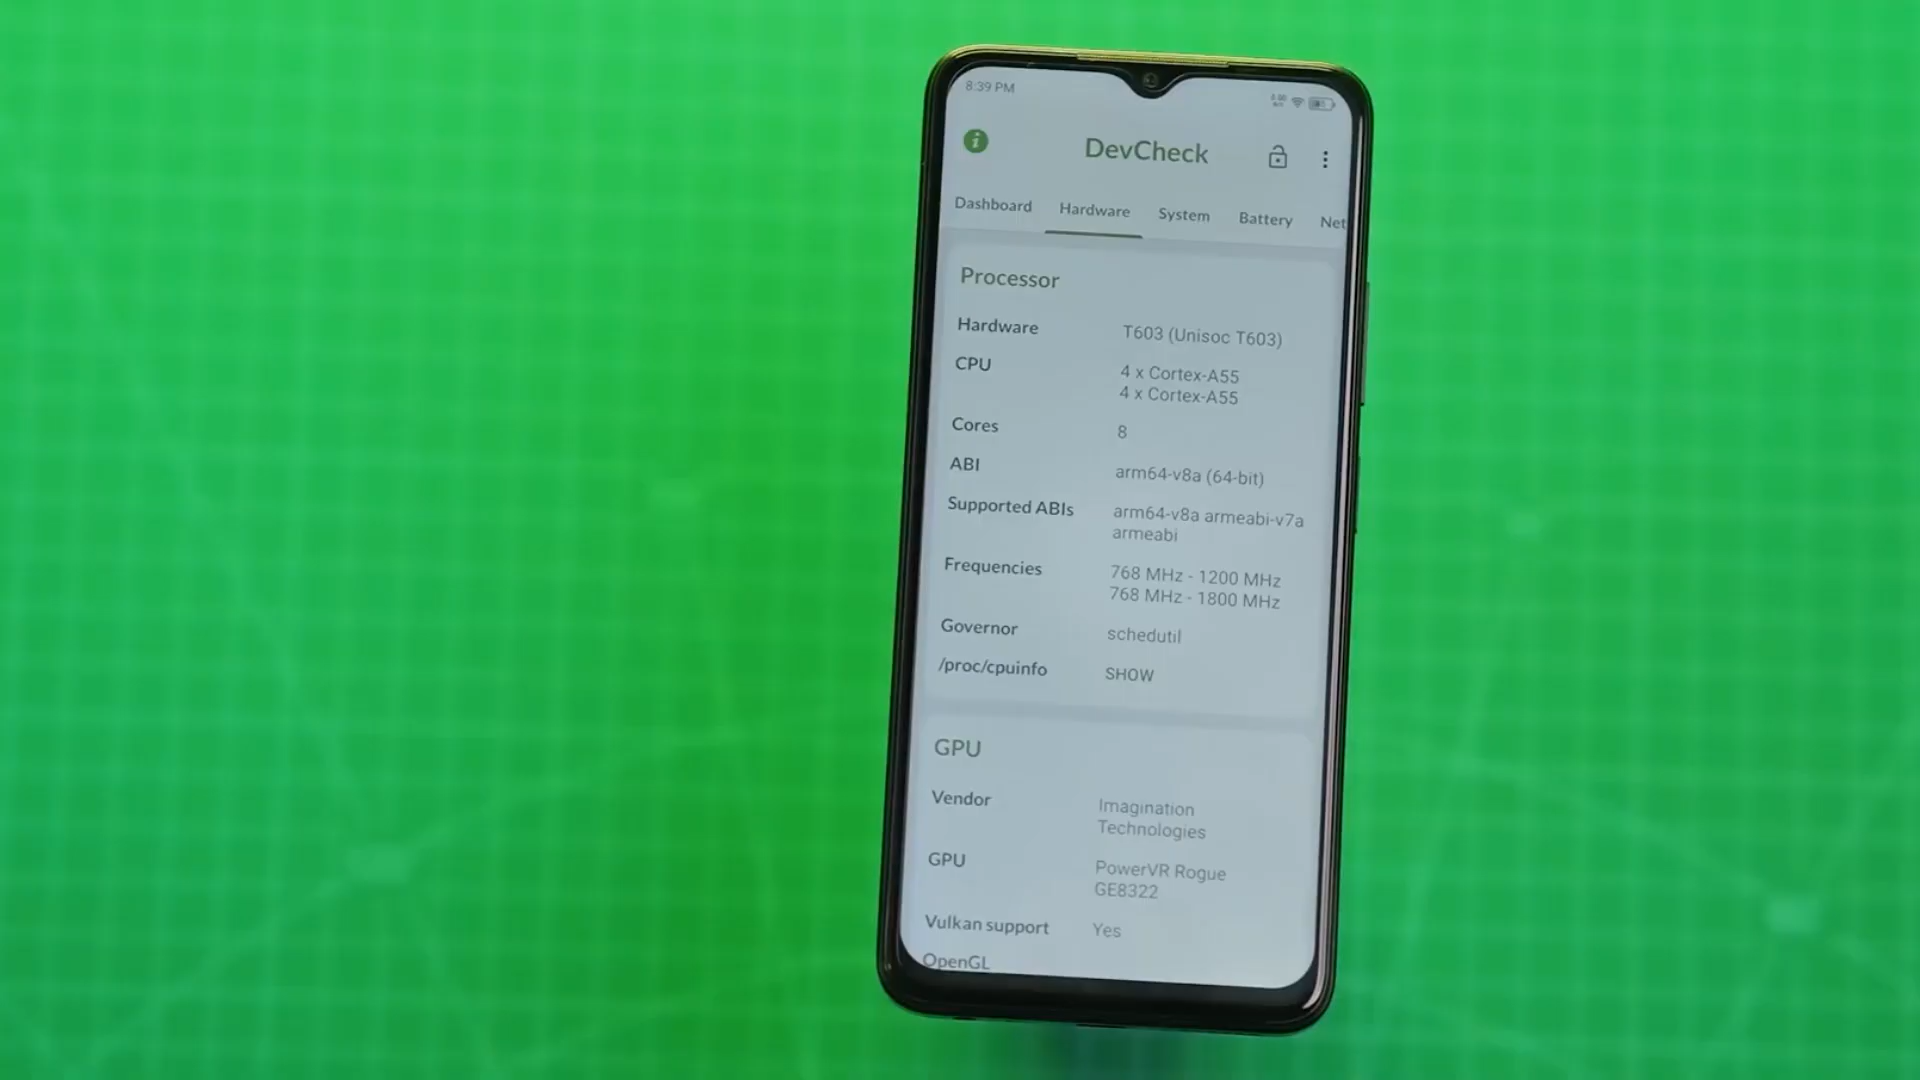 8:39 PM
DevCheck
Dashboard Hardware System Battery Net
Processor
Hardware T603 (Unisoc T603)
CPU 4 x Cortex-A55
4 x Cortex-A55
Cores 8
ABI arm64-v8a (64-bit)
Supported ABIs arm64-v8a armeabi-v7a
armeabi
Frequencies 768 MHz - 1200 MHz
768 MHz - 1800 MHz
Governor schedutil
/proc/cpuinfo SHOW
GPU
Vendor Imagination
Technologies
GPU PowerVR Rogue
GE8322
Vulkan support Yes
OpenGL